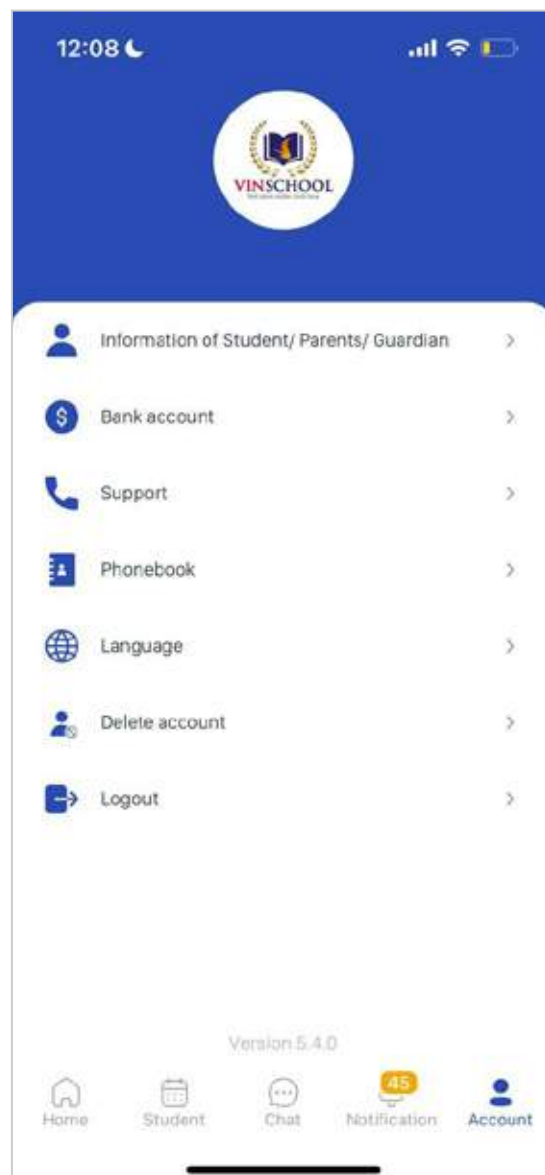 12:08
VINSCHOOL
Information of Student/ Parents/ Guardian
Bank account
Support
Phonebook
Language
Delete account
Logout
Version 5.4.0
45
Home Student Chat Notification Account